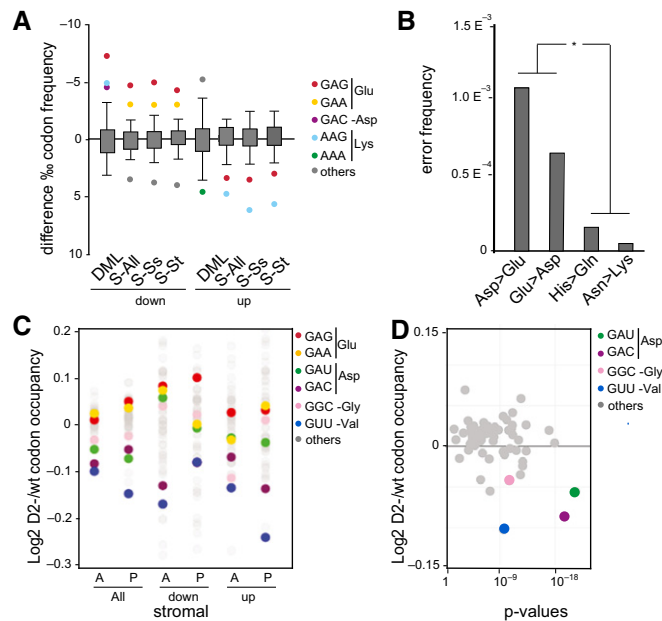 A
difference ‰ codon frequency
–10
–5
0
5
10
DML
S-All
S-Ss
S-St
DML
S-All
S-Ss
S-St
down
up
GAG
GAA
Glu
GAC -Asp
AAG
AAA
Lys
others
B
error frequency
1.5 E⁻³
1.0 E⁻³
0.5 E⁻⁴
0
*
Asp>Glu
Glu>Asp
His>Gln
Asn>Lys
C
Log2 D2-/wt codon occupancy
0.2
0.1
0
–0.1
–0.2
–0.3
A
P
A
P
A
P
All
down
up
stromal
GAG
GAA
Glu
GAU
GAC
Asp
GGC -Gly
GUU -Val
others
D
Log2 D2-/wt codon occupancy
0.15
0
–0.15
1
10⁻⁹
10⁻¹⁸
p-values
GAU
GAC
Asp
GGC -Gly
GUU -Val
others